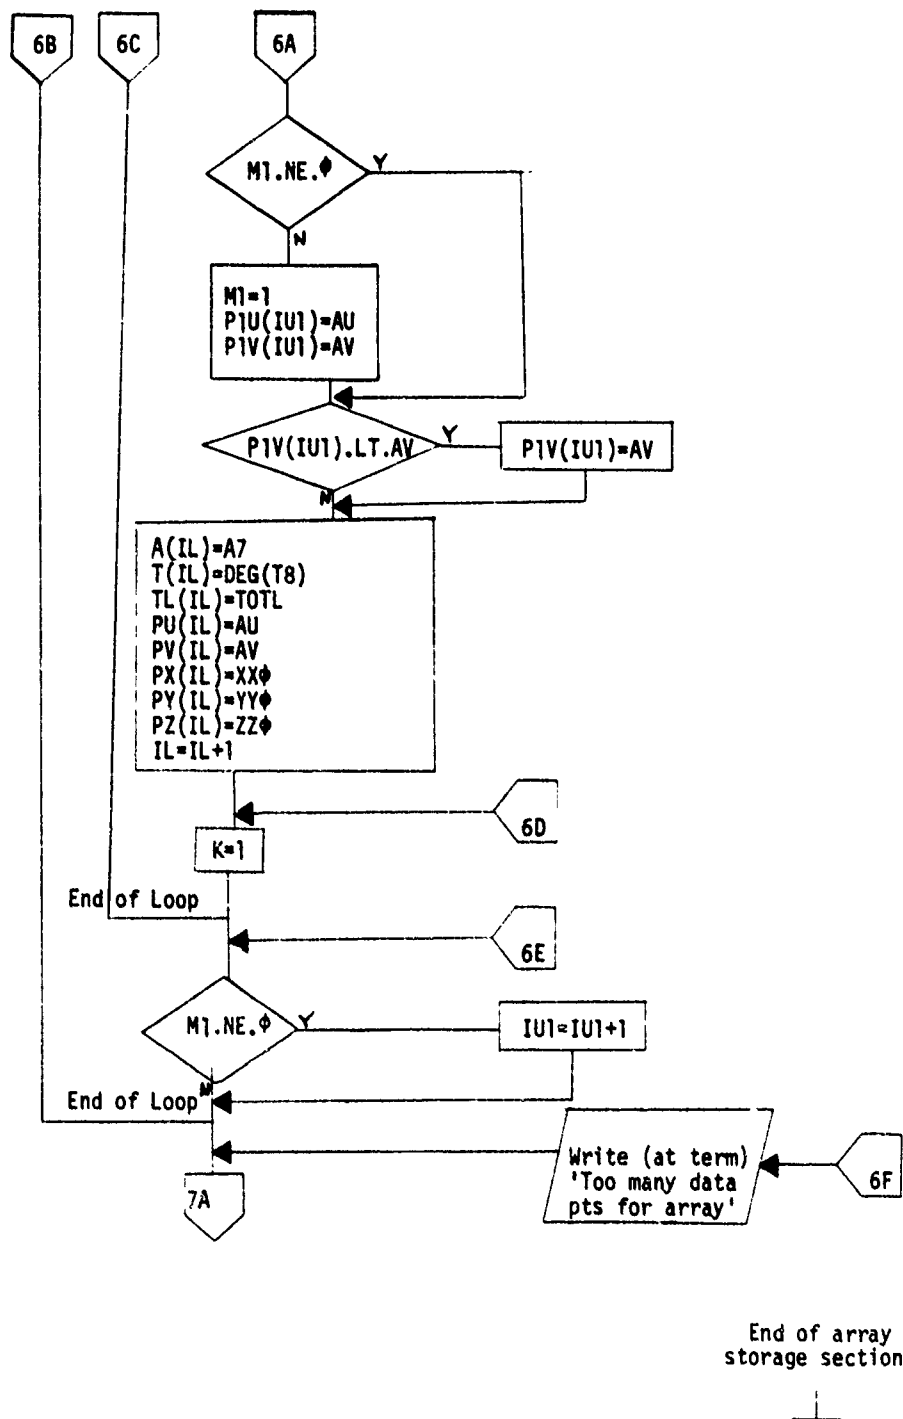 6B
6C
6A
M1.NE.ϕ
Y
N
M1=1
P1U(IU1)=AU
P1V(IU1)=AV
P1V(IU1).LT.AV
Y
P1V(IU1)=AV
N
A(IL)=A7
T(IL)=DEG(T8)
TL(IL)=TOTL
PU(IL)=AU
PV(IL)=AV
PX(IL)=XXϕ
PY(IL)=YYϕ
PZ(IL)=ZZϕ
IL=IL+1
6D
K=1
End of Loop
6E
M1.NE.ϕ
Y
IU1=IU1+1
N
End of Loop
Write (at term)
'Too many data
pts for array'
6F
7A
End of array
storage section